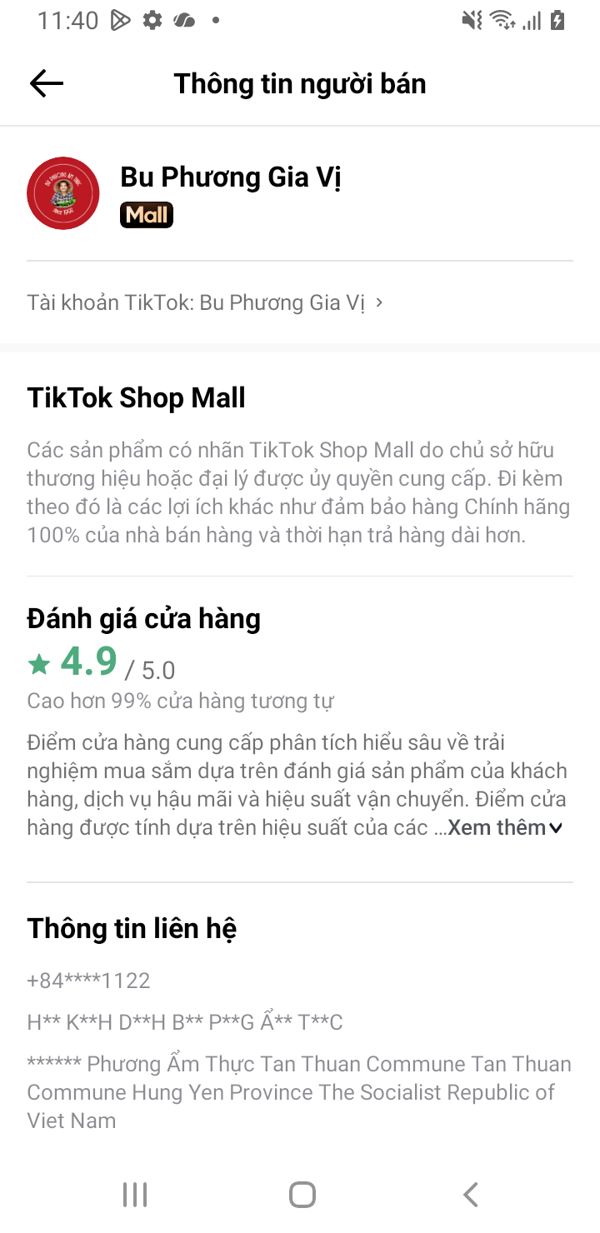 11:40
Thông tin người bán
Bu Phương Gia Vị
Mall
Tài khoản TikTok: Bu Phương Gia Vị >
TikTok Shop Mall
Các sản phẩm có nhãn TikTok Shop Mall do chủ sở hữu
thương hiệu hoặc đại lý được ủy quyền cung cấp. Đi kèm
theo đó là các lợi ích khác như đảm bảo hàng Chính hãng
100% của nhà bán hàng và thời hạn trả hàng dài hơn.
Đánh giá cửa hàng
4.9 / 5.0
Cao hơn 99% cửa hàng tương tự
Điểm cửa hàng cung cấp phân tích hiểu sâu về trải
nghiệm mua sắm dựa trên đánh giá sản phẩm của khách
hàng, dịch vụ hậu mãi và hiệu suất vận chuyển. Điểm cửa
hàng được tính dựa trên hiệu suất của các ...Xem thêm
Thông tin liên hệ
+84****1122
H** K**H D**H B** P**G Ẩ** T**C
****** Phương Ẩm Thực Tan Thuan Commune Tan Thuan
Commune Hung Yen Province The Socialist Republic of
Viet Nam